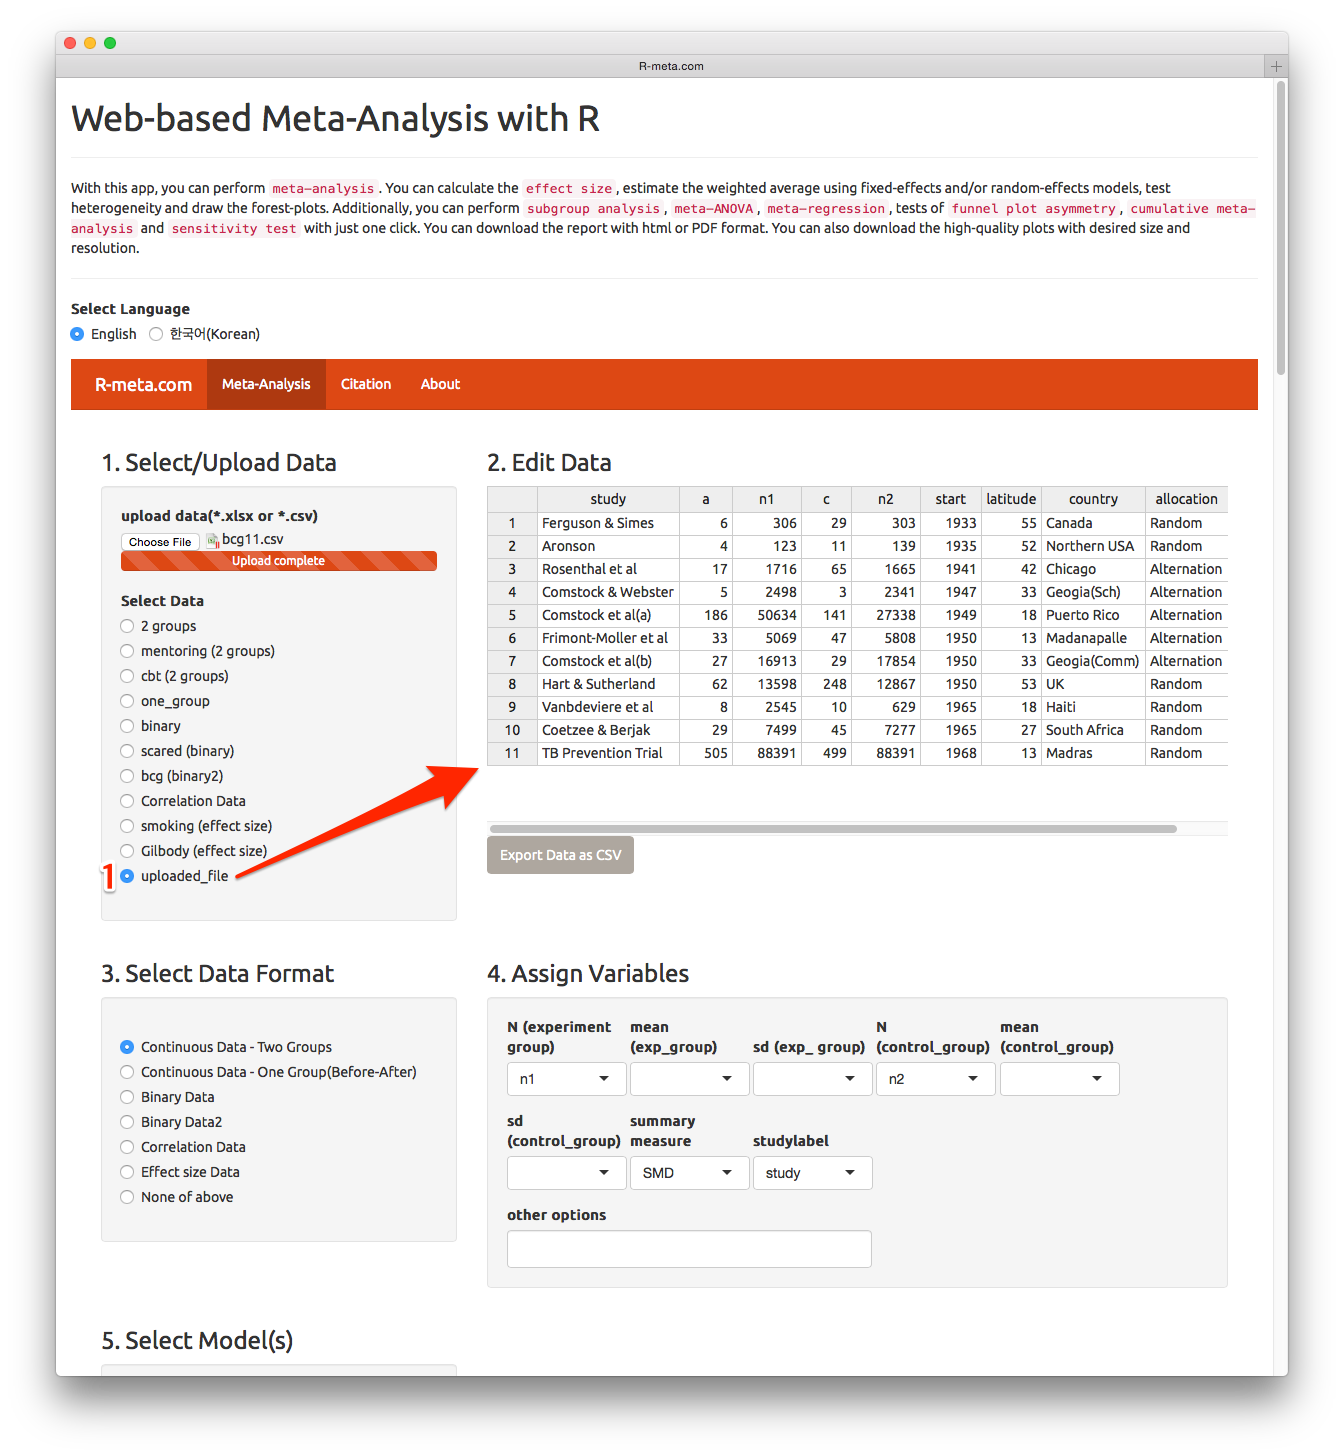 R-meta.com
Web-based Meta-Analysis with R
With this app, you can perform meta-analysis. You can calculate the effect size, estimate the weighted average using fixed-effects and/or random-effects models, test
heterogeneity and draw the forest-plots. Additionally, you can perform subgroup analysis, meta-ANOVA, meta-regression, tests of funnel plot asymmetry, cumulative meta-
analysis and sensitivity test with just one click. You can download the report with html or PDF format. You can also download the high-quality plots with desired size and
resolution.
Select Language
English 한국어(Korean)
R-meta.com Meta-Analysis Citation About
1. Select/Upload Data
upload data(*.xlsx or *.csv)
Choose File bcg11.csv
Upload complete
Select Data
2 groups
mentoring (2 groups)
cbt (2 groups)
one_group
binary
scared (binary)
bcg (binary2)
Correlation Data
smoking (effect size)
Gilbody (effect size)
1 uploaded_file
2. Edit Data
study a n1 c n2 start latitude country allocation
1 Ferguson & Simes 6 306 29 303 1933 55 Canada Random
2 Aronson 4 123 11 139 1935 52 Northern USA Random
3 Rosenthal et al 17 1716 65 1665 1941 42 Chicago Alternation
4 Comstock & Webster 5 2498 3 2341 1947 33 Geogia(Sch) Alternation
5 Comstock et al(a) 186 50634 141 27338 1949 18 Puerto Rico Alternation
6 Frimont-Moller et al 33 5069 47 5808 1950 13 Madanapalle Alternation
7 Comstock et al(b) 27 16913 29 17854 1950 33 Geogia(Comm) Alternation
8 Hart & Sutherland 62 13598 248 12867 1950 53 UK Random
9 Vanbdeviere et al 8 2545 10 629 1965 18 Haiti Random
10 Coetzee & Berjak 29 7499 45 7277 1965 27 South Africa Random
11 TB Prevention Trial 505 88391 499 88391 1968 13 Madras Random
Export Data as CSV
3. Select Data Format
Continuous Data - Two Groups
Continuous Data - One Group(Before-After)
Binary Data
Binary Data2
Correlation Data
Effect size Data
None of above
4. Assign Variables
N (experiment mean N mean
group) (exp_group) sd (exp_ group) (control_group) (control_group)
n1 n2
sd summary
(control_group) measure studylabel
SMD study
other options
5. Select Model(s)